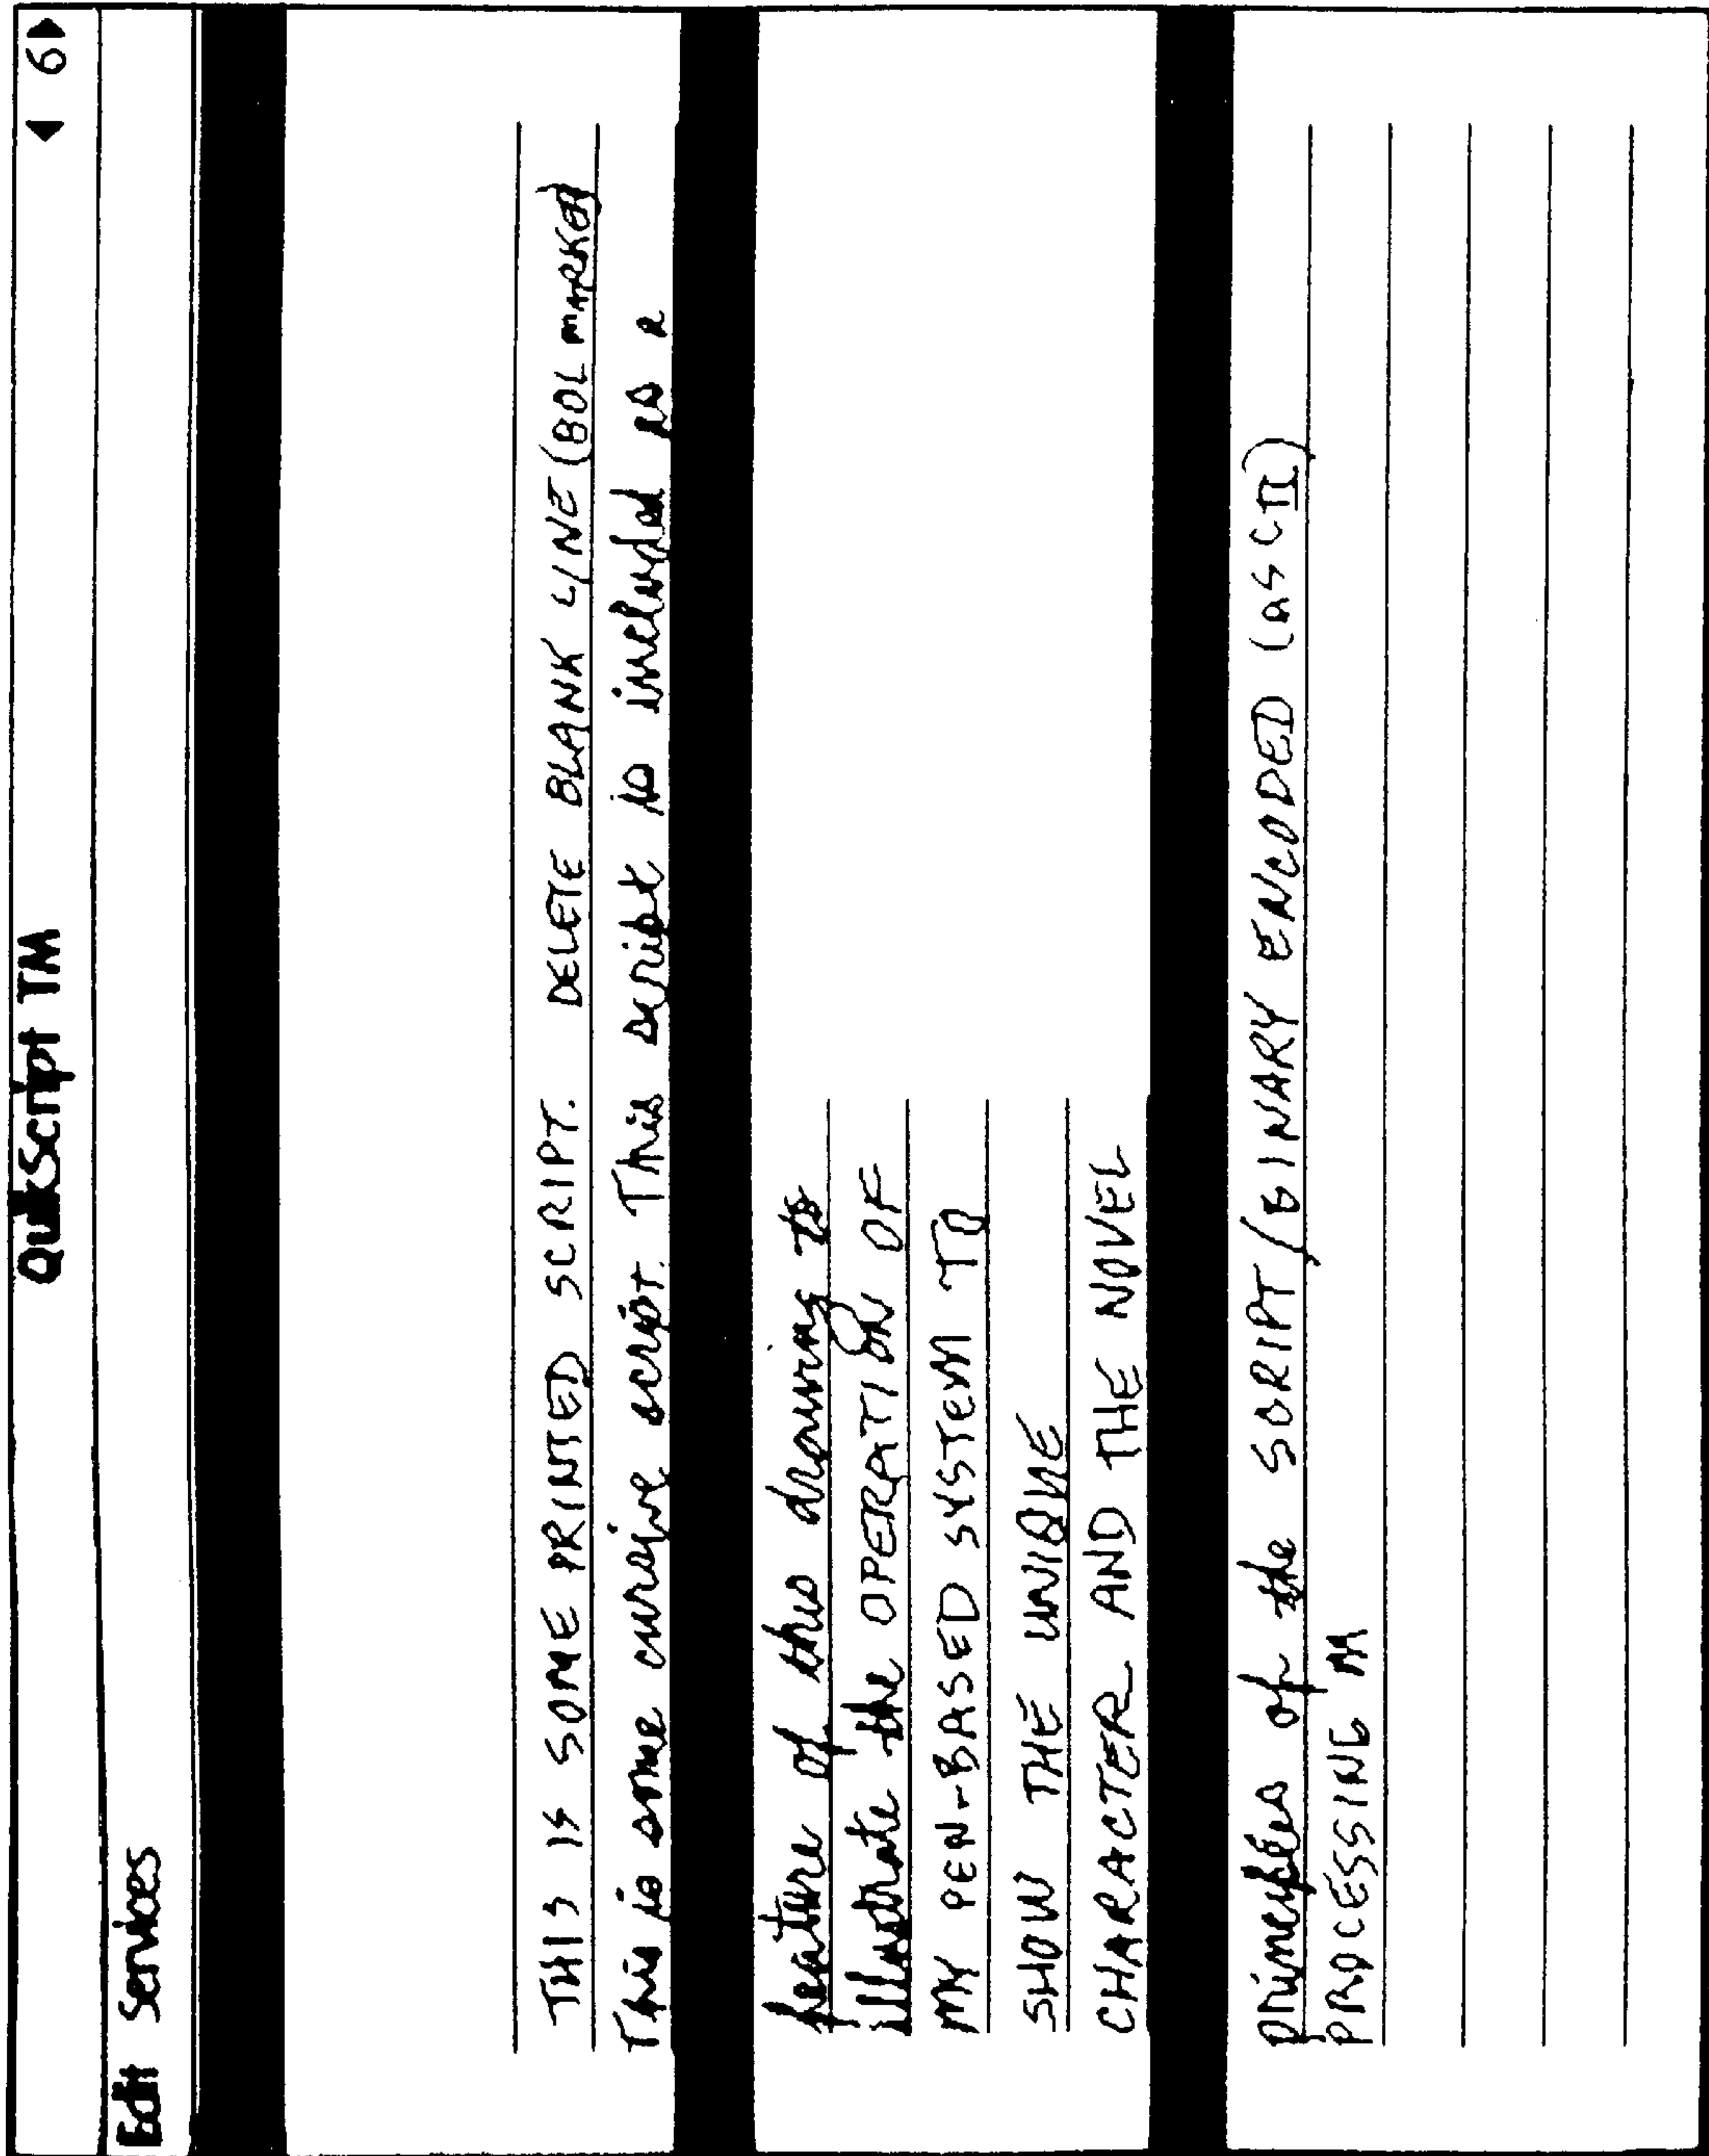 QuikScript TM
◀ 6▶
Edit Services
THIS IS SOME PRINTED SCRIPT. DELETE BLANK LINE (BOL MARKED
This is some cursive script. This script is included as a
feature of this drawing to
illustrate the OPERATION OF
MY PEN-BASED SYSTEM TO
SHOW THE UNIQUE
CHARACTER AND THE NOVEL
principles of the SCRIPT/BINARY ENCODED (ASCII)
PROCESSING M